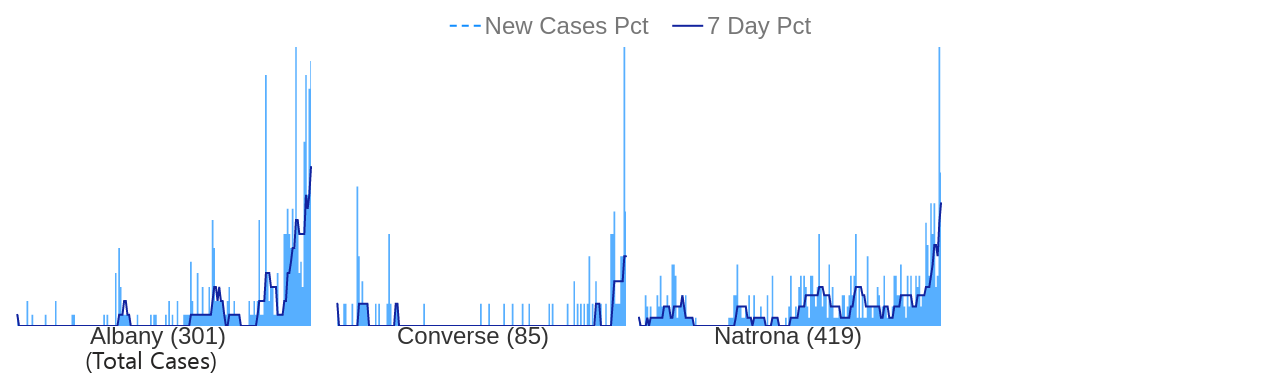 New Cases Pct 7 Day Pct
Albany (301) Converse (85) Natrona (419)
(Total Cases)